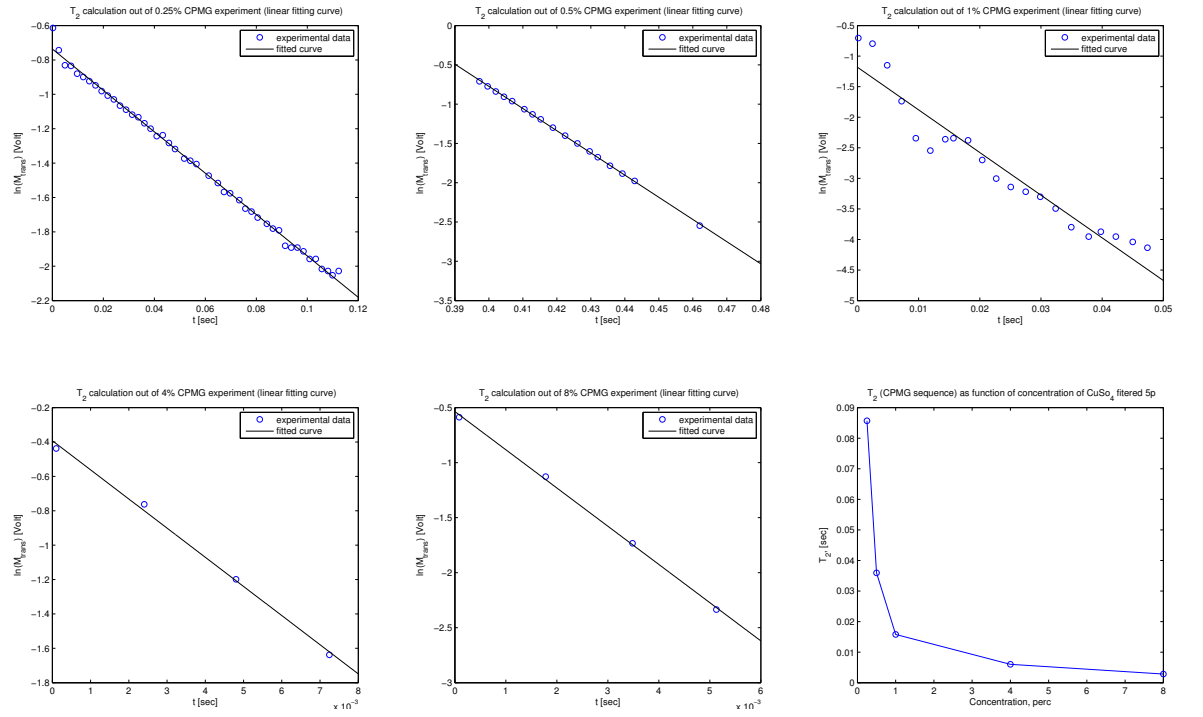 T2 calculation out of 0.25% CPMG experiment (linear fitting curve)
experimental data
fitted curve
ln(Mtrans) [Volt]
−0.6
−0.8
−1
−1.2
−1.4
−1.6
−1.8
−2
−2.2
0 0.02 0.04 0.06 0.08 0.1 0.12
t [sec]
T2 calculation out of 0.5% CPMG experiment (linear fitting curve)
experimental data
fitted curve
ln(Mtrans) [Volt]
0
−0.5
−1
−1.5
−2
−2.5
−3
−3.5
0.39 0.4 0.41 0.42 0.43 0.44 0.45 0.46 0.47 0.48
t [sec]
T2 calculation out of 1% CPMG experiment (linear fitting curve)
experimental data
fitted curve
ln(Mtrans) [Volt]
0
−0.5
−1
−1.5
−2
−2.5
−3
−3.5
−4
−4.5
−5
0 0.01 0.02 0.03 0.04 0.05
t [sec]
T2 calculation out of 4% CPMG experiment (linear fitting curve)
experimental data
fitted curve
ln(Mtrans) [Volt]
−0.2
−0.4
−0.6
−0.8
−1
−1.2
−1.4
−1.6
−1.8
0 1 2 3 4 5 6 7 8
x 10−3
t [sec]
T2 calculation out of 8% CPMG experiment (linear fitting curve)
experimental data
fitted curve
ln(Mtrans) [Volt]
−0.5
−1
−1.5
−2
−2.5
−3
0 1 2 3 4 5 6
x 10−3
t [sec]
T2 (CPMG sequence) as function of concentration of CuSo4 fitered 5p
T2, [sec]
0.09
0.08
0.07
0.06
0.05
0.04
0.03
0.02
0.01
0
0 1 2 3 4 5 6 7 8
Concentration, perc